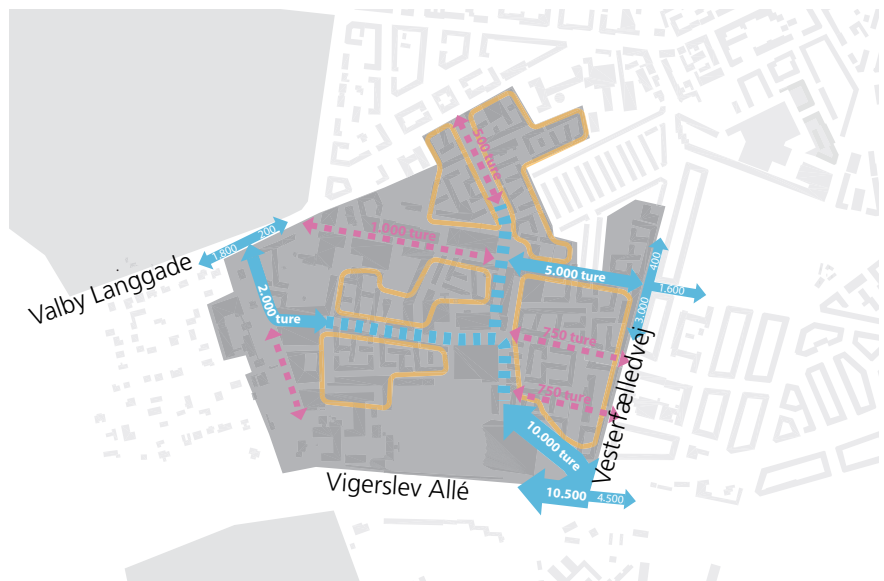 500 ture
1.000 ture
700
1.800
Valby Langgade
2.000 ture
5.000 ture
400
1.600
3.000
750 ture
750 ture
Vesterfælledvej
10.000 ture
Vigerslev Allé
10.500
4.500